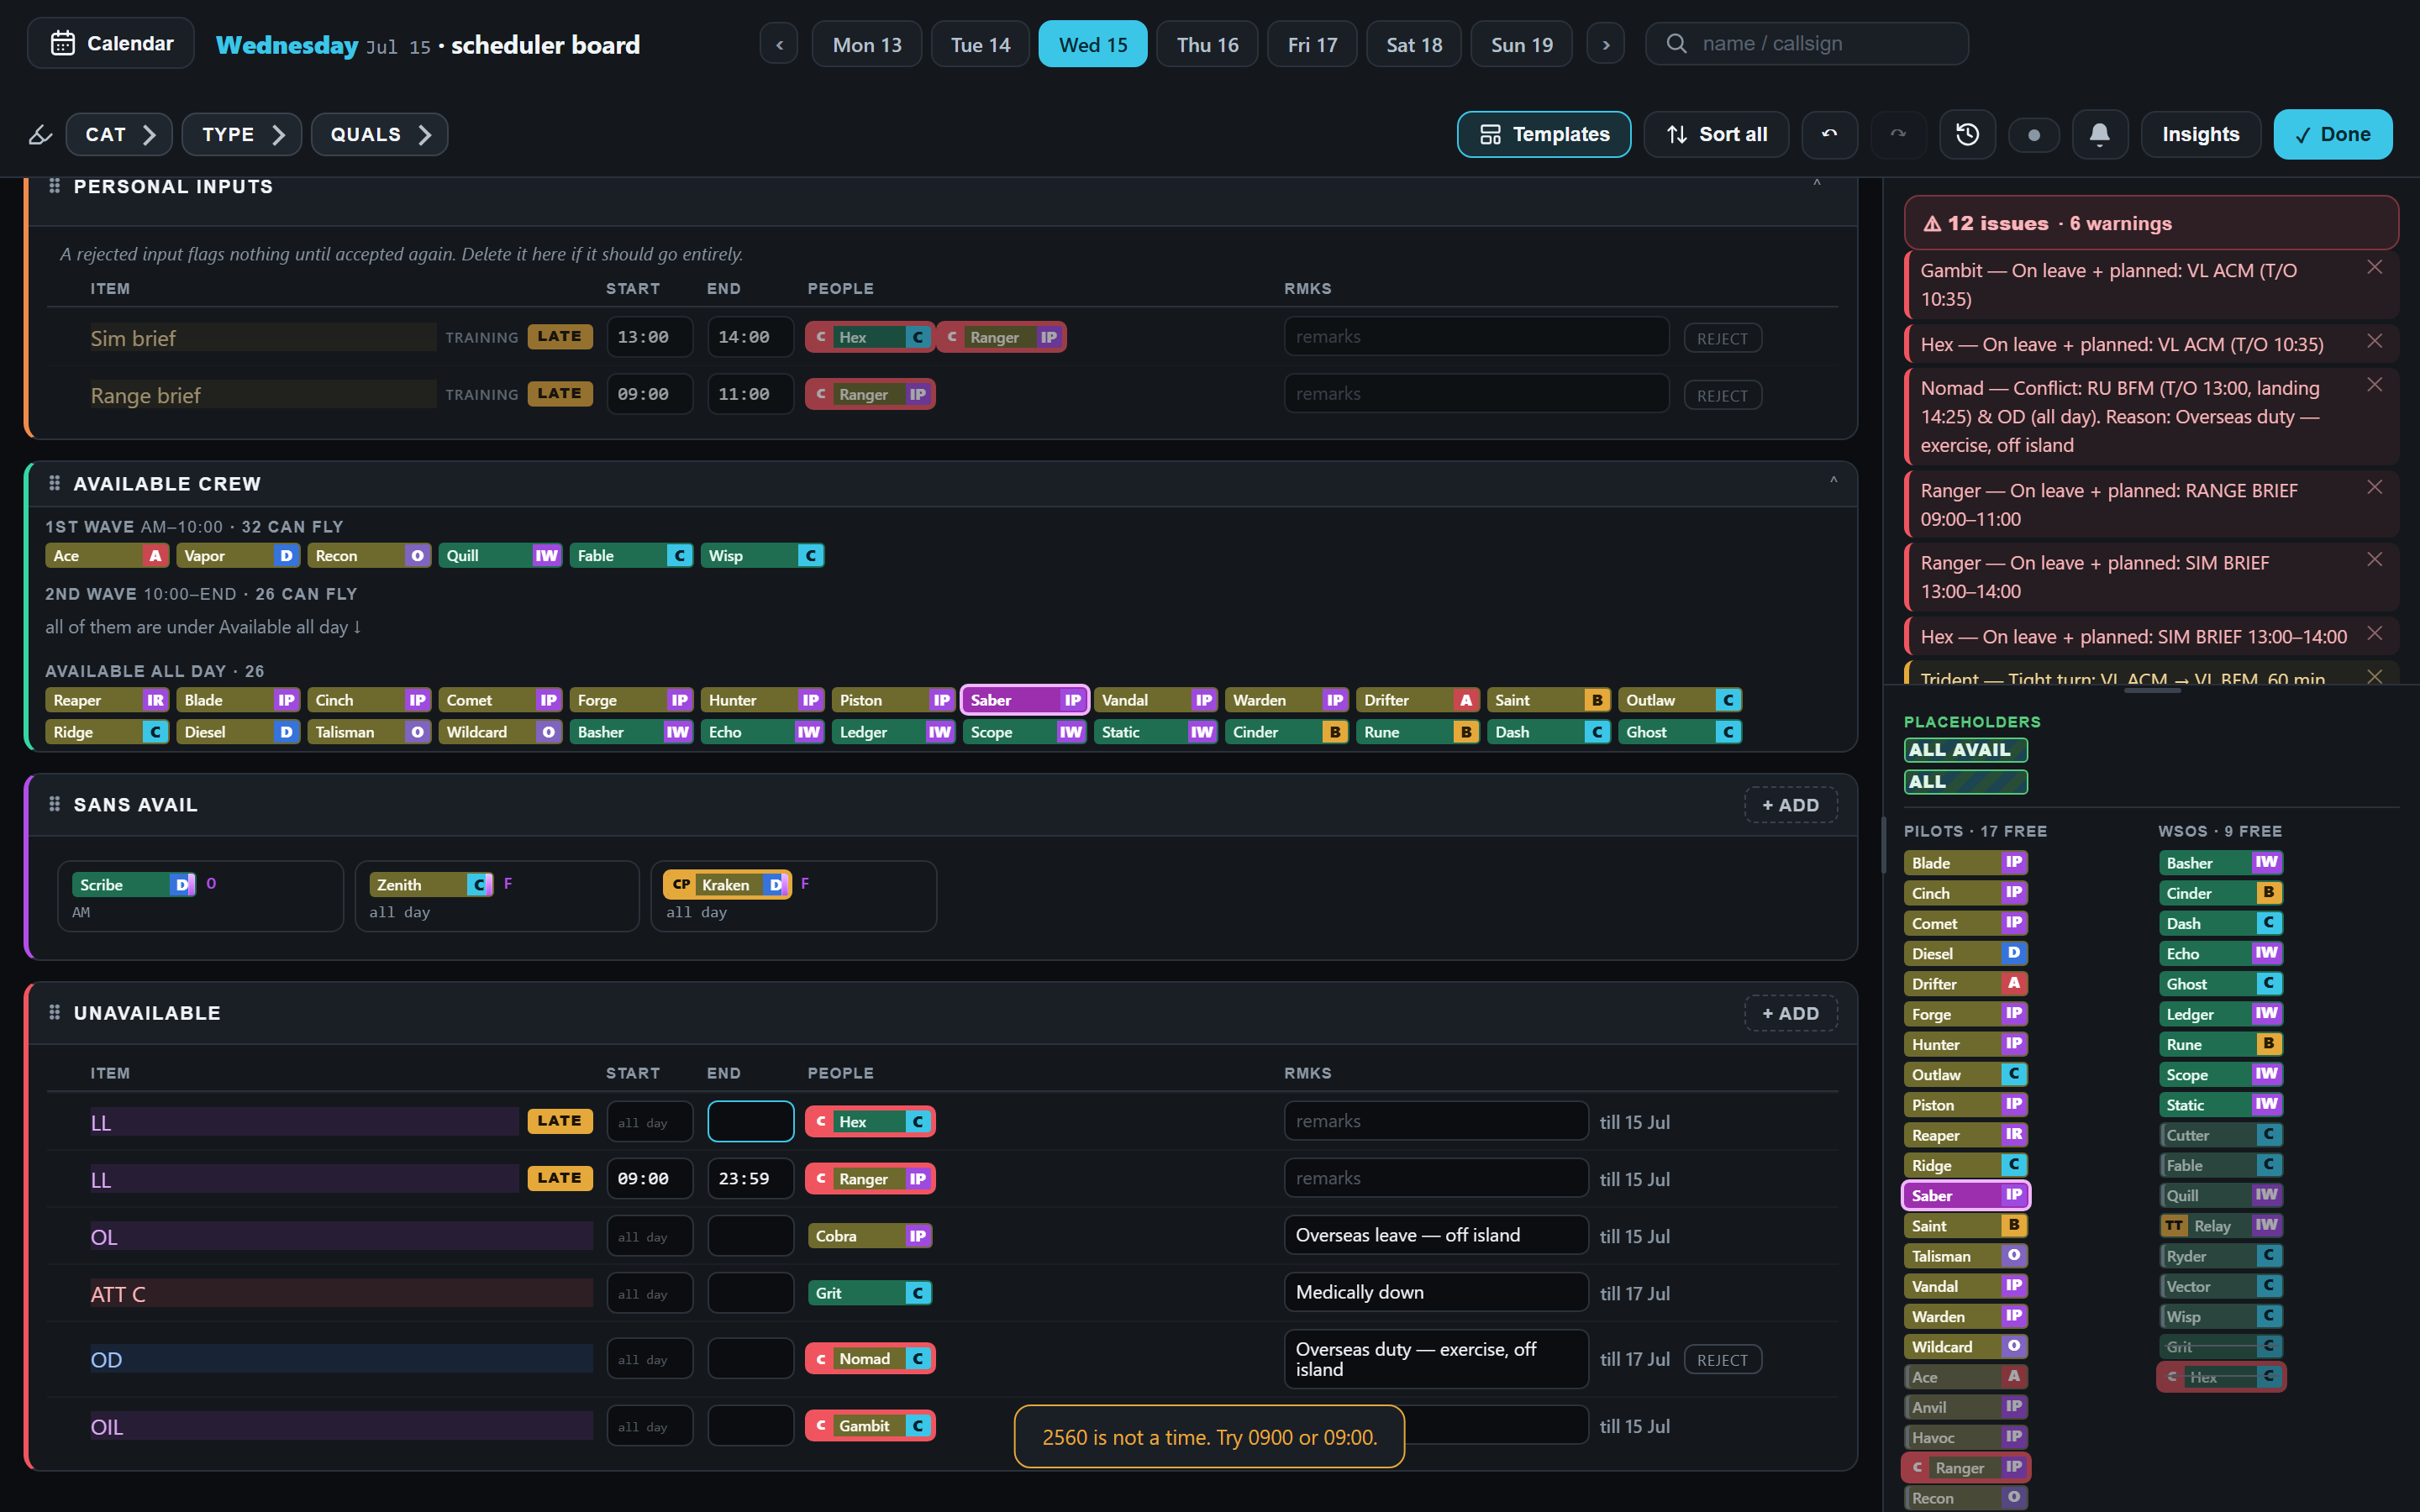 Calendar
Wednesday Jul 15 · scheduler board
‹ Mon 13 Tue 14 Wed 15 Thu 16 Fri 17 Sat 18 Sun 19 ›
name / callsign
CAT TYPE QUALS
Templates Sort all Insights ✓ Done
PERSONAL INPUTS
A rejected input flags nothing until accepted again. Delete it here if it should go entirely.
ITEM START END PEOPLE RMKS
Sim brief TRAINING LATE 13:00 14:00 C Hex C C Ranger IP remarks REJECT
Range brief TRAINING LATE 09:00 11:00 C Ranger IP remarks REJECT
AVAILABLE CREW
1ST WAVE AM–10:00 · 32 CAN FLY
Ace A Vapor D Recon O Quill IW Fable C Wisp C
2ND WAVE 10:00–END · 26 CAN FLY
all of them are under Available all day ↓
AVAILABLE ALL DAY · 26
Reaper IR Blade IP Cinch IP Comet IP Forge IP Hunter IP Piston IP Saber IP Vandal IP Warden IP Drifter A Saint B Outlaw C
Ridge C Diesel D Talisman O Wildcard O Basher IW Echo IW Ledger IW Scope IW Static IW Cinder B Rune B Dash C Ghost C
SANS AVAIL + ADD
Scribe D O Zenith C F CP Kraken D F
AM all day all day
UNAVAILABLE + ADD
ITEM START END PEOPLE RMKS
LL LATE all day C Hex C remarks till 15 Jul
LL LATE 09:00 23:59 C Ranger IP remarks till 15 Jul
OL all day Cobra IP Overseas leave — off island till 15 Jul
ATT C all day Grit C Medically down till 17 Jul
OD all day C Nomad C Overseas duty — exercise, off island till 17 Jul REJECT
OIL all day C Gambit C till 15 Jul
2560 is not a time. Try 0900 or 09:00.
⚠ 12 issues · 6 warnings
Gambit — On leave + planned: VL ACM (T/O
10:35)
Hex — On leave + planned: VL ACM (T/O 10:35)
Nomad — Conflict: RU BFM (T/O 13:00, landing
14:25) & OD (all day). Reason: Overseas duty —
exercise, off island
Ranger — On leave + planned: RANGE BRIEF
09:00–11:00
Ranger — On leave + planned: SIM BRIEF
13:00–14:00
Hex — On leave + planned: SIM BRIEF 13:00–14:00
Trident — Tight turn: VL ACM → VL BFM, 60 min
PLACEHOLDERS
ALL AVAIL
ALL
PILOTS · 17 FREE
Blade IP
Cinch IP
Comet IP
Diesel D
Drifter A
Forge IP
Hunter IP
Outlaw C
Piston IP
Reaper IR
Ridge C
Saber IP
Saint B
Talisman O
Vandal IP
Warden IP
Wildcard O
Ace A
Anvil IP
Havoc IP
C Ranger IP
Recon O
WSOS · 9 FREE
Basher IW
Cinder B
Dash C
Echo IW
Ghost C
Ledger IW
Rune B
Scope IW
Static IW
Cutter C
Fable C
Quill IW
TT Relay IW
Ryder C
Vector C
Wisp C
Grit C
C Hex C